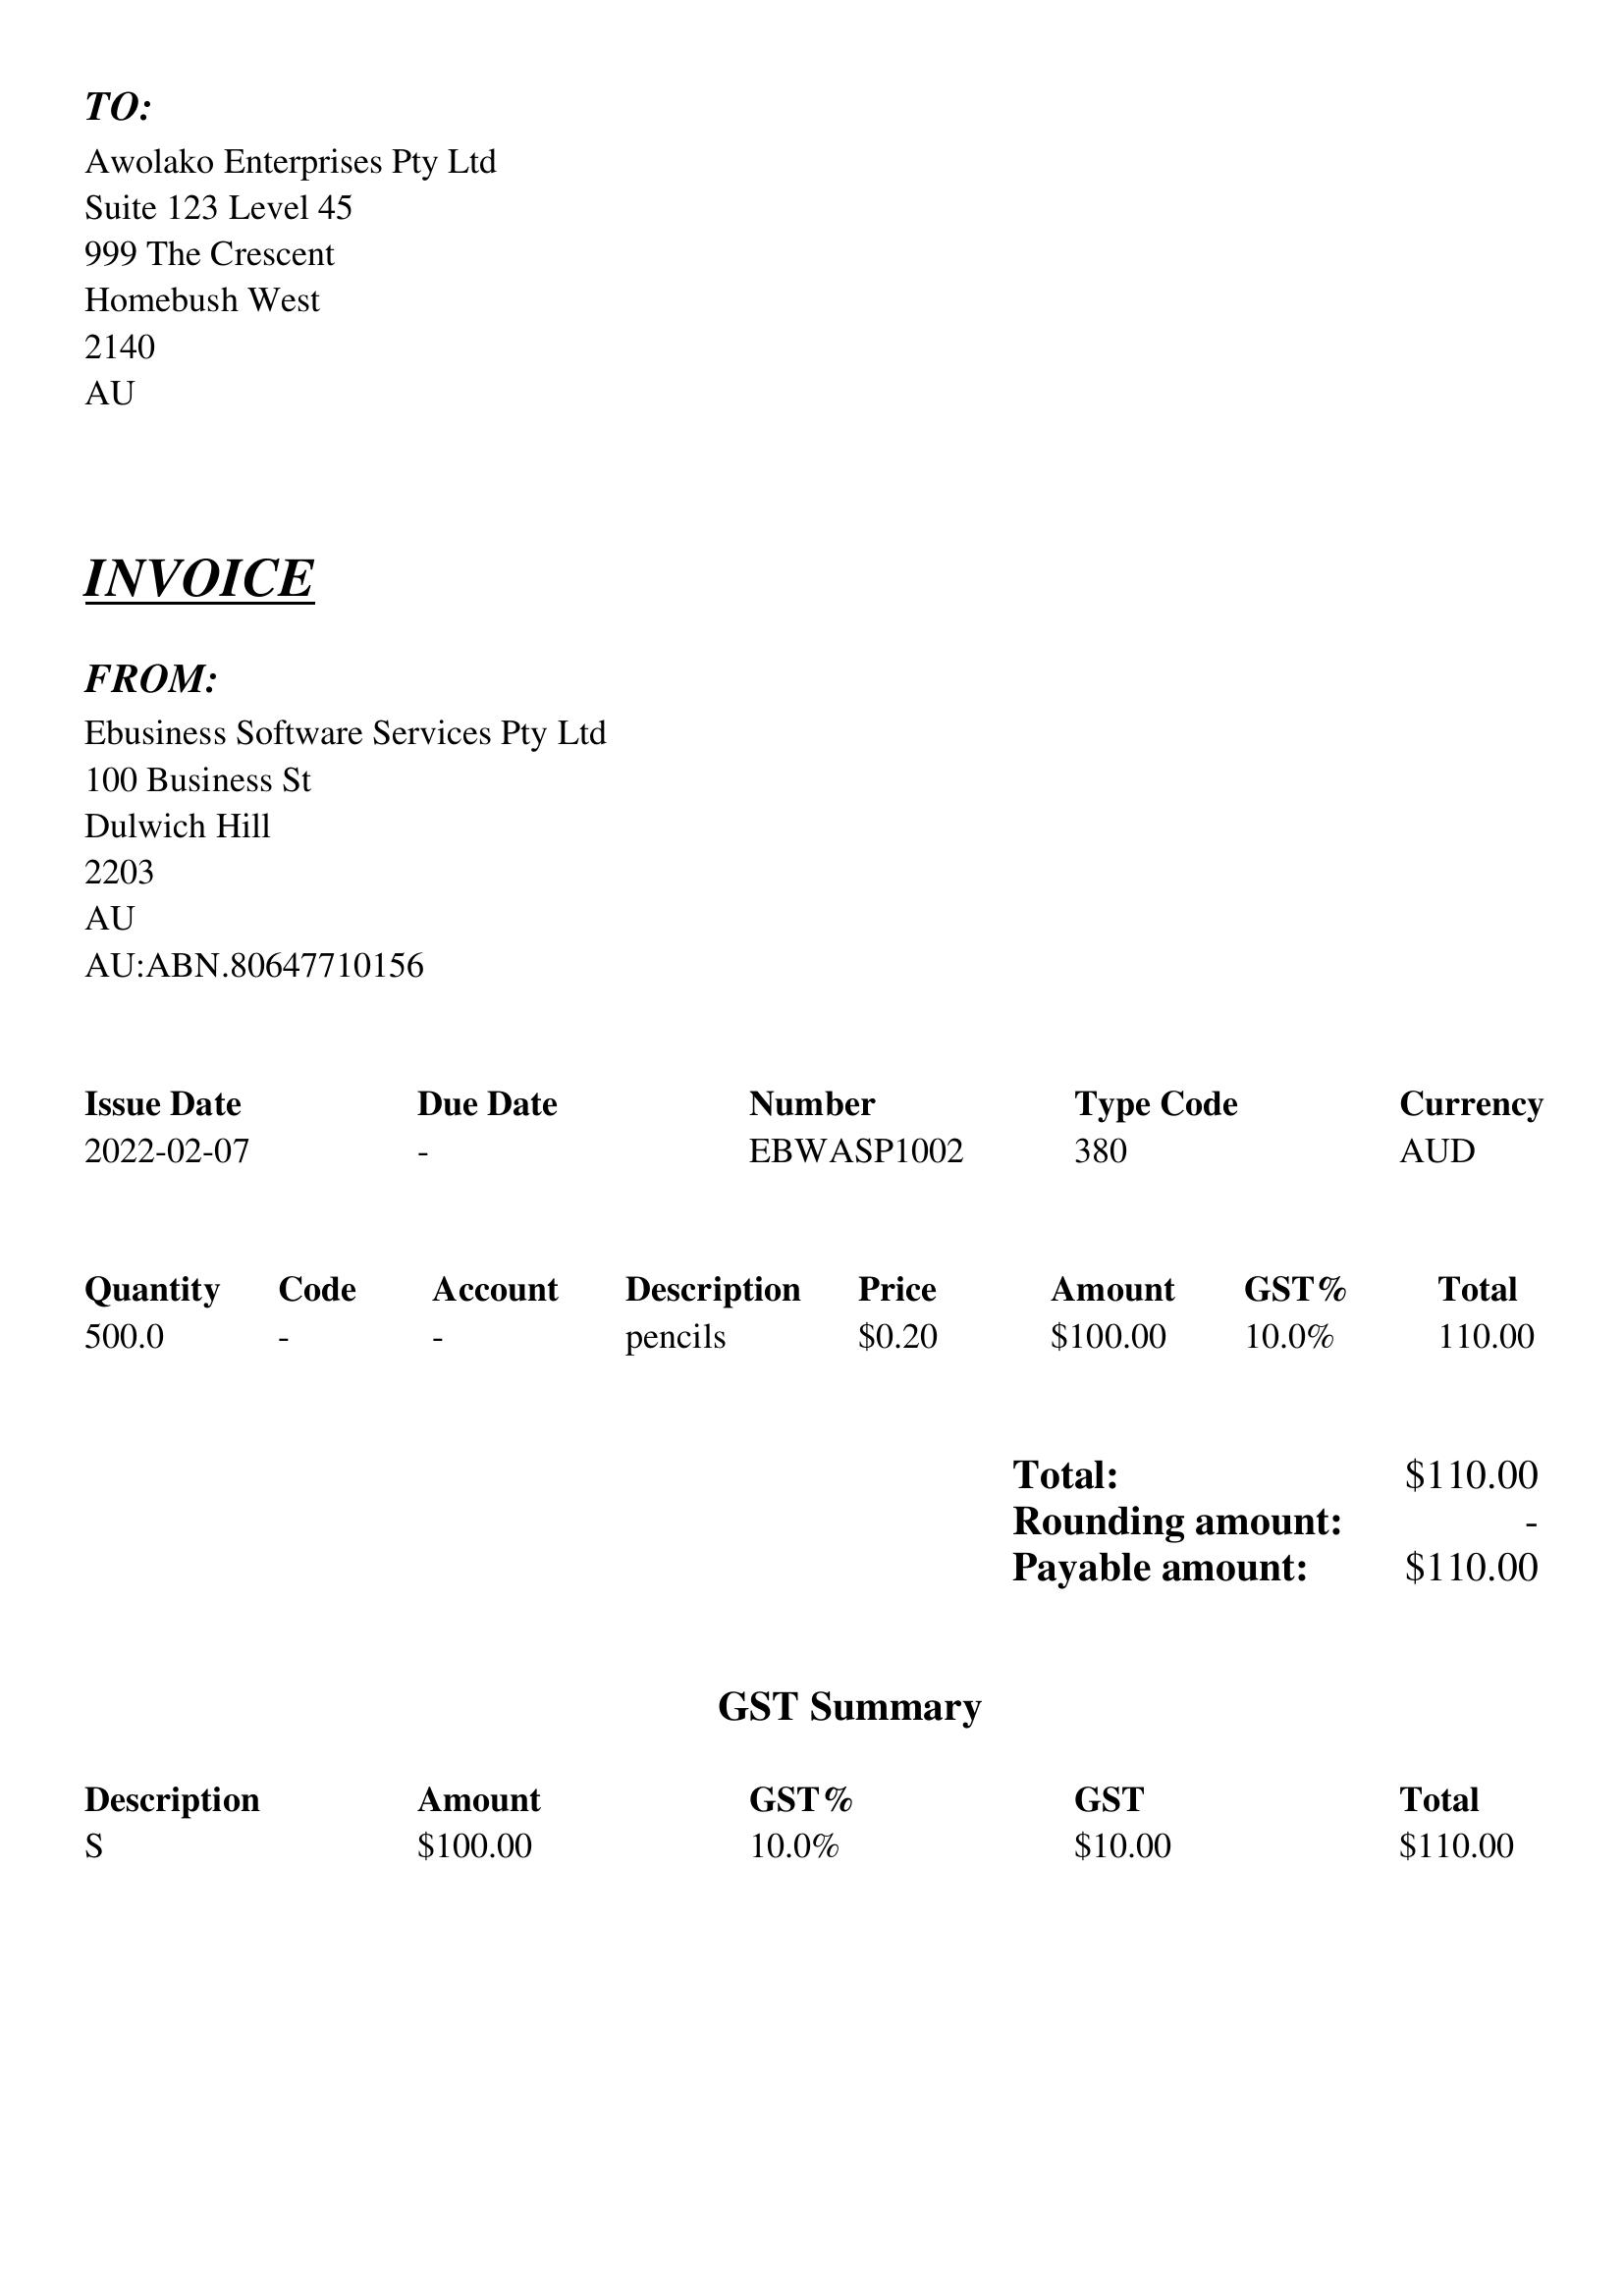 TO:
Awolako Enterprises Pty Ltd
Suite 123 Level 45
999 The Crescent
Homebush West
2140
AU
INVOICE
FROM:
Ebusiness Software Services Pty Ltd
100 Business St
Dulwich Hill
2203
AU
AU:ABN.80647710156
Issue Date Due Date Number Type Code Currency
2022-02-07 - EBWASP1002 380 AUD
Quantity Code Account Description Price Amount GST% Total
500.0 - - pencils $0.20 $100.00 10.0% 110.00
Total: $110.00
Rounding amount: -
Payable amount: $110.00
GST Summary
Description Amount GST% GST Total
S $100.00 10.0% $10.00 $110.00